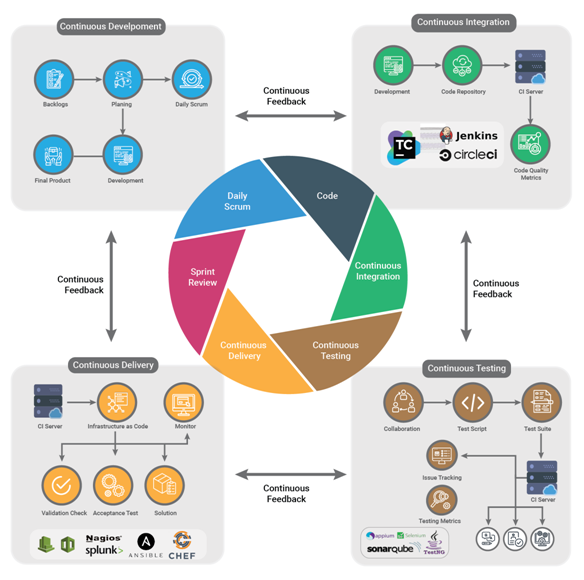 Continuous Develpoment
Backlogs
Planing
Daily Scrum
Final Product
Development
Continuous
Feedback
Continuous Integration
Development
Code Repository
CI Server
TC
Jenkins
circleci
Code Quality
Metrics
Daily
Scrum
Code
Sprint
Review
Continuous
Integration
Continuous
Delivery
Continuous
Testing
Continuous
Feedback
Continuous
Feedback
Continuous Delivery
CI Server
Infrastructure as Code
Monitor
Validation Check
Acceptance Test
Solution
Nagios
splunk>
ANSIBLE
CHEF
Continuous
Feedback
Continuous Testing
Collaboration
Test Script
Test Suite
Issue Tracking
CI Server
Testing Metrics
appium
Selenium
sonarqube
TestNG